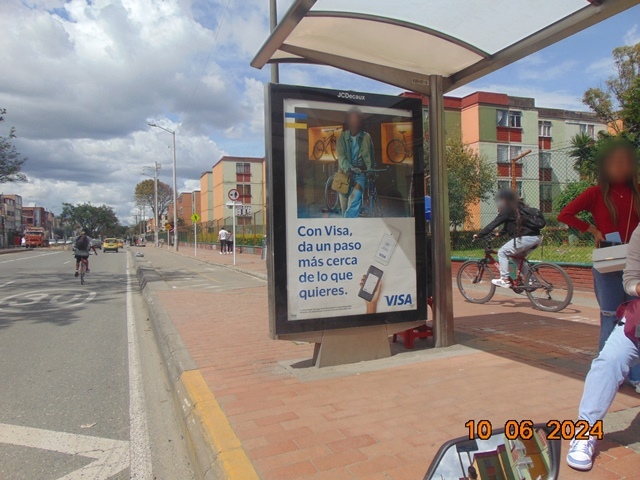 JCDecaux
Con Visa,
da un paso
más cerca
de lo que
quieres.
VISA
10 06 2024